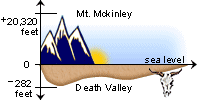 +20,320 Mt. Mckinley
feet
sea level
0
−282
feet Death Valley